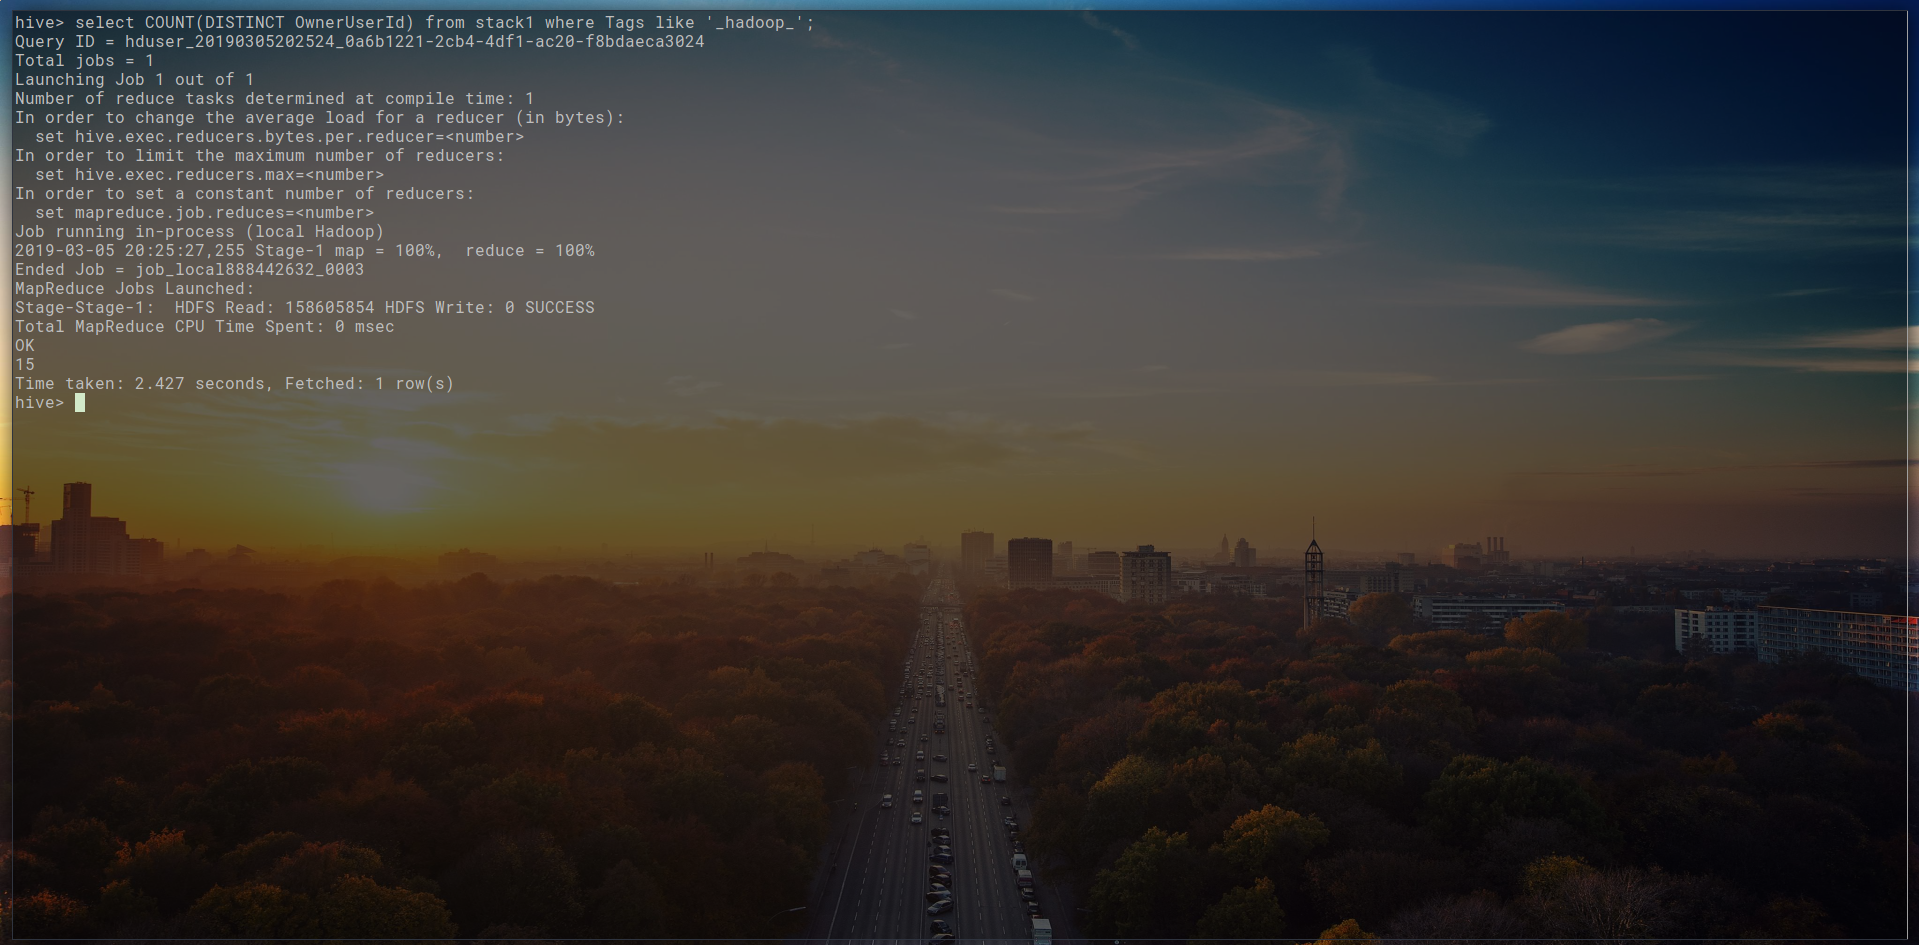 hive> select COUNT(DISTINCT OwnerUserId) from stack1 where Tags like '_hadoop_';
Query ID = hduser_20190305202524_0a6b1221-2cb4-4df1-ac20-f8bdaeca3024
Total jobs = 1
Launching Job 1 out of 1
Number of reduce tasks determined at compile time: 1
In order to change the average load for a reducer (in bytes):
  set hive.exec.reducers.bytes.per.reducer=<number>
In order to limit the maximum number of reducers:
  set hive.exec.reducers.max=<number>
In order to set a constant number of reducers:
  set mapreduce.job.reduces=<number>
Job running in-process (local Hadoop)
2019-03-05 20:25:27,255 Stage-1 map = 100%,  reduce = 100%
Ended Job = job_local888442632_0003
MapReduce Jobs Launched:
Stage-Stage-1:  HDFS Read: 158605854 HDFS Write: 0 SUCCESS
Total MapReduce CPU Time Spent: 0 msec
OK
15
Time taken: 2.427 seconds, Fetched: 1 row(s)
hive>